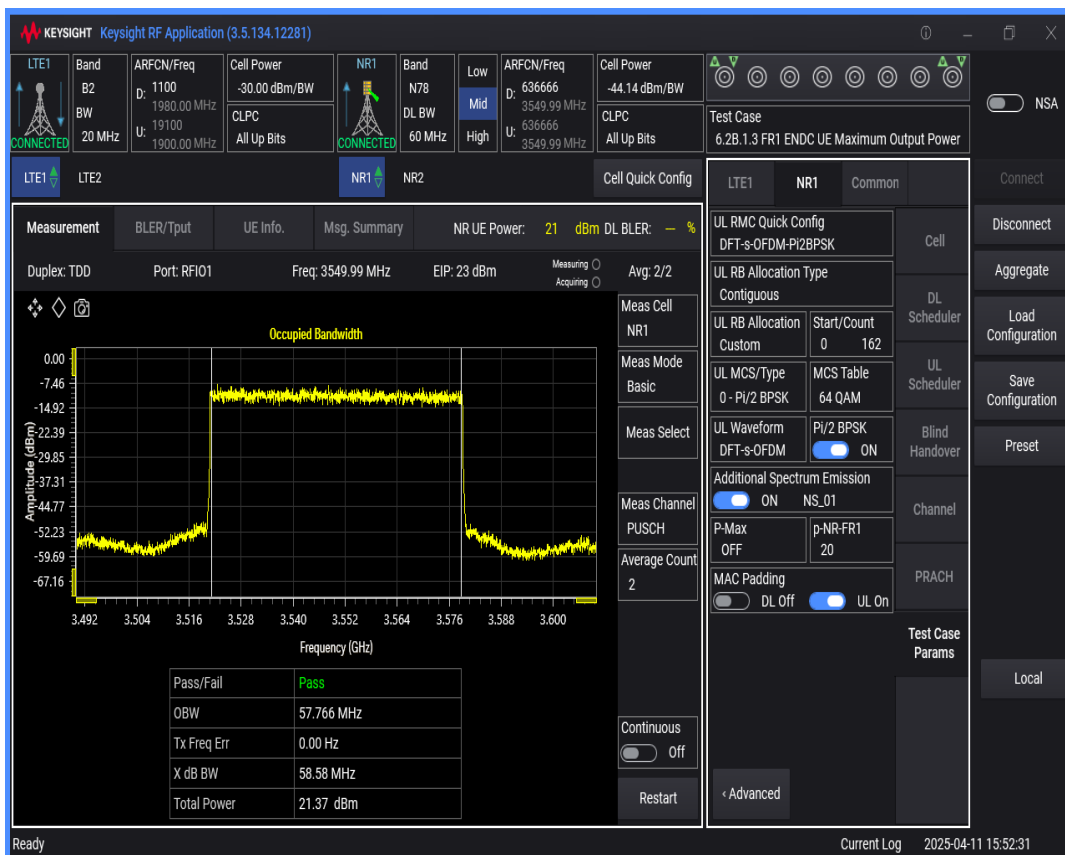 KEYSIGHT Keysight RF Application (3.5.134.12281)
LTE1
CONNECTED
Band
B2
BW
20 MHz
ARFCN/Freq
D: 1100
1980.00 MHz
U: 19100
1900.00 MHz
Cell Power
-30.00 dBm/BW
CLPC
All Up Bits
NR1
CONNECTED
Band
N78
DL BW
60 MHz
Low
Mid
High
ARFCN/Freq
D: 636666
3549.99 MHz
U: 636666
3549.99 MHz
Cell Power
-44.14 dBm/BW
CLPC
All Up Bits
Test Case
6.2B.1.3 FR1 ENDC UE Maximum Output Power
NSA
LTE1 LTE2 NR1 NR2 Cell Quick Config
Measurement BLER/Tput UE Info. Msg. Summary NR UE Power: 21 dBm DL BLER: — %
Duplex: TDD Port: RFIO1 Freq: 3549.99 MHz EIP: 23 dBm Measuring Acquiring Avg: 2/2
Occupied Bandwidth
Amplitude (dBm)
0.00
-7.46
-14.92
-22.39
-29.85
-37.31
-44.77
-52.23
-59.69
-67.16
3.492 3.504 3.516 3.528 3.540 3.552 3.564 3.576 3.588 3.600
Frequency (GHz)
Pass/Fail Pass
OBW 57.766 MHz
Tx Freq Err 0.00 Hz
X dB BW 58.58 MHz
Total Power 21.37 dBm
Meas Cell
NR1
Meas Mode
Basic
Meas Select
Meas Channel
PUSCH
Average Count
2
Continuous
Off
Restart
LTE1 NR1 Common
UL RMC Quick Config
DFT-s-OFDM-Pi2BPSK
UL RB Allocation Type
Contiguous
UL RB Allocation
Custom
Start/Count
0 162
UL MCS/Type
0 - Pi/2 BPSK
MCS Table
64 QAM
UL Waveform
DFT-s-OFDM
Pi/2 BPSK
ON
Additional Spectrum Emission
ON NS_01
P-Max
OFF
p-NR-FR1
20
MAC Padding
DL Off UL On
‹ Advanced
Cell
DL
Scheduler
UL
Scheduler
Blind
Handover
Channel
PRACH
Test Case
Params
Connect
Disconnect
Aggregate
Load
Configuration
Save
Configuration
Preset
Local
Ready
Current Log 2025-04-11 15:52:31